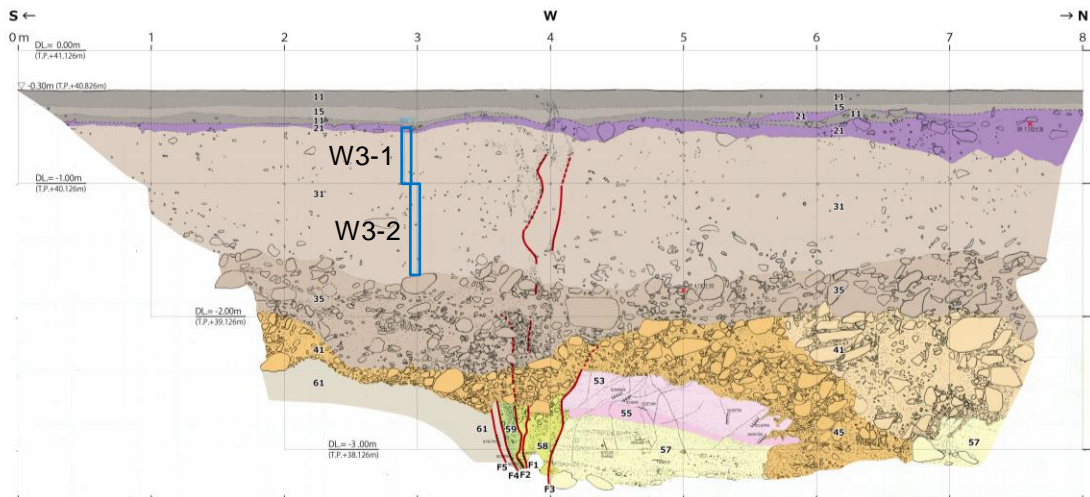 S ← W → N
0 m 1 2 3 4 5 6 7 8
DL.= 0.00m
(T.P.+41.126m)
-0.30m (T.P.+40.826m)
11 11
15 15
11 21 11
21 21
W3-1
DL.= -1.00m
(T.P.+40.126m)
31 31
W3-2
35 35
DL.= -2.00m
(T.P.+39.126m)
41 41
61 53
55
61 59 58 57 45 57
DL.= -3.00m
(T.P.+38.126m)
F5 F4 F2 F1 F3